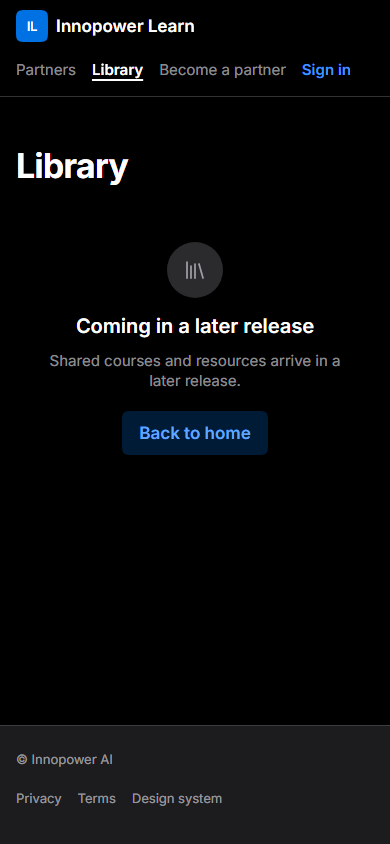 IL Innopower Learn
Partners Library Become a partner Sign in
Library
Coming in a later release
Shared courses and resources arrive in a
later release.
Back to home
© Innopower AI
Privacy Terms Design system